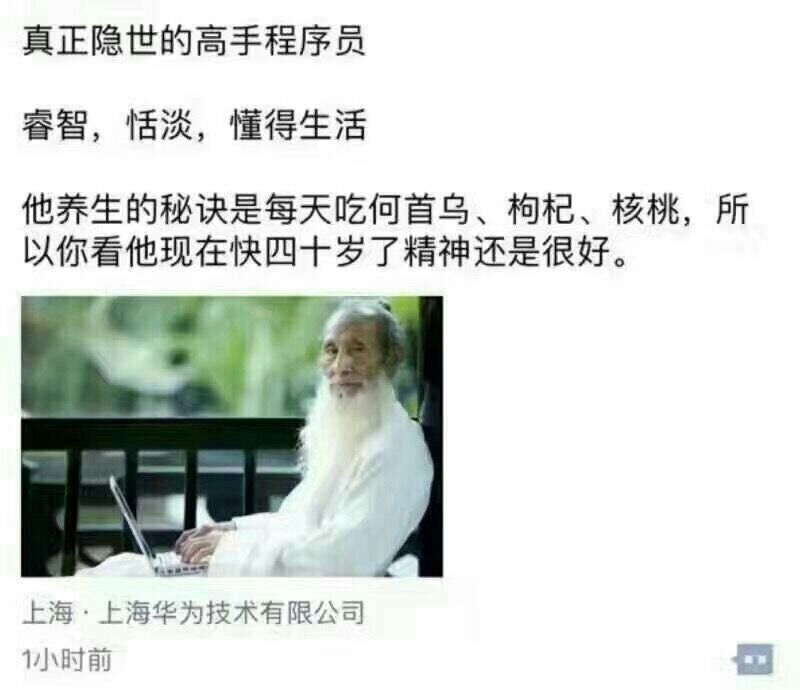 真正隐世的高手程序员
睿智，恬淡，懂得生活
他养生的秘诀是每天吃何首乌、枸杞、核桃，所
以你看他现在快四十岁了精神还是很好。
上海 · 上海华为技术有限公司
1小时前